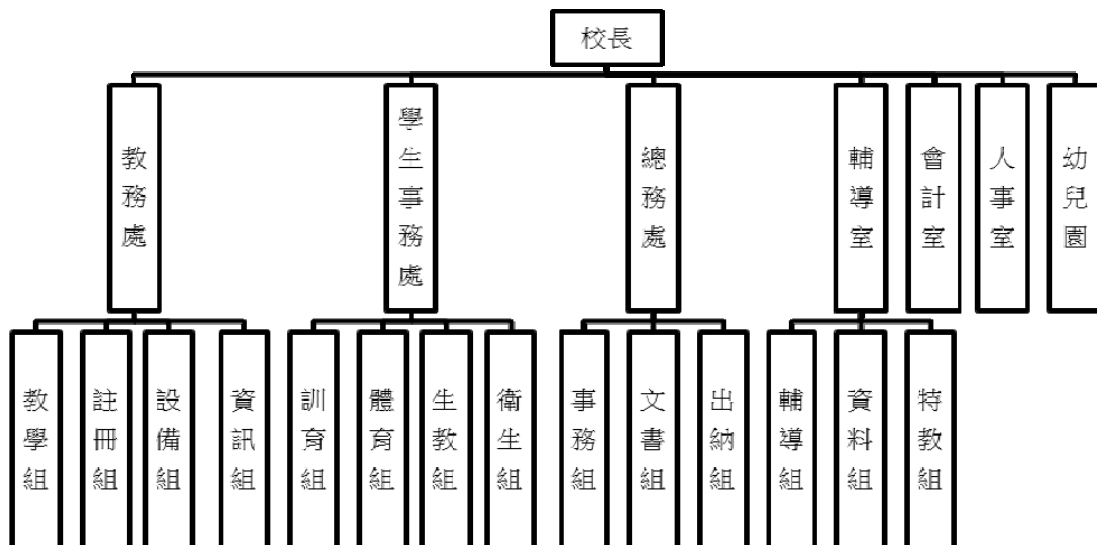 校長
教務處
學生事務處
總務處
輔導室
會計室
人事室
幼兒園
教學組
註冊組
設備組
資訊組
訓育組
體育組
生教組
衛生組
事務組
文書組
出納組
輔導組
資料組
特教組